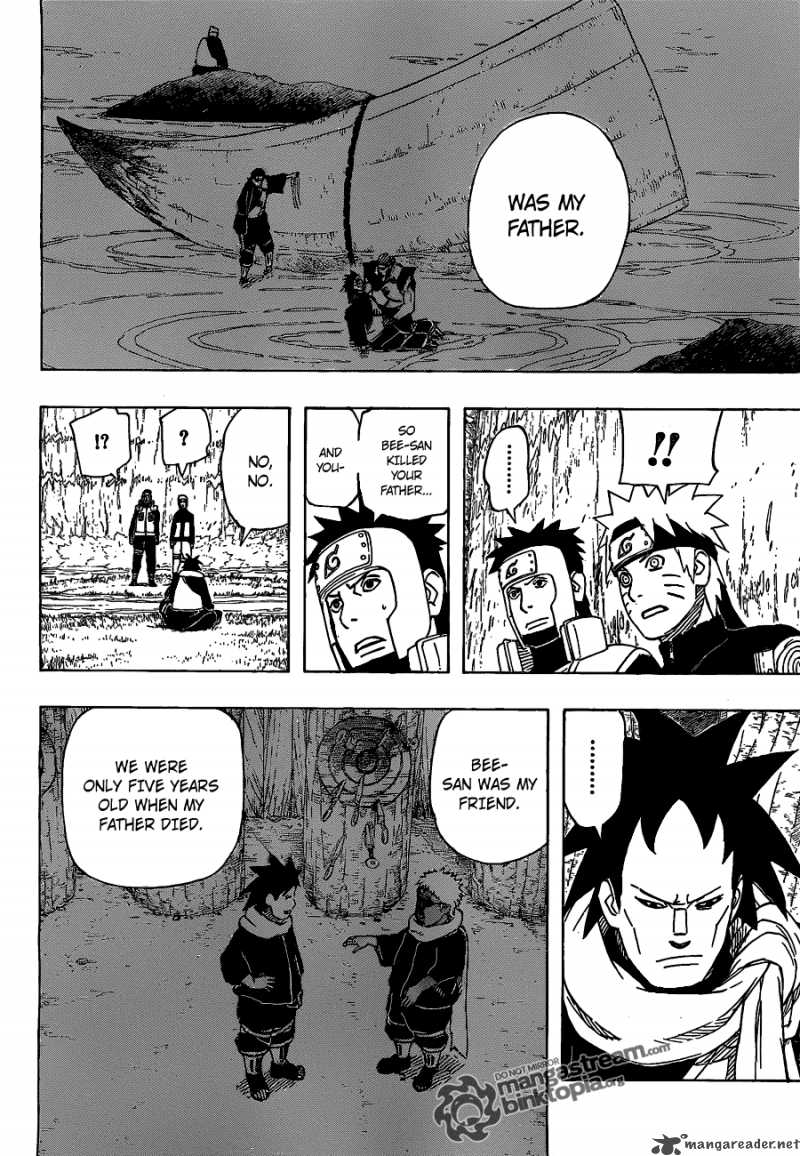 WAS MY
FATHER.
!!
........
SO
BEE-SAN
KILLED
YOUR
FATHER...
AND
YOU-
NO,
NO.
?
!?
........
BEE-
SAN WAS MY
FRIEND.
WE WERE
ONLY FIVE YEARS
OLD WHEN MY
FATHER DIED.
DO NOT MIRROR
mangastream.com
binktopia.org
mangareader.net